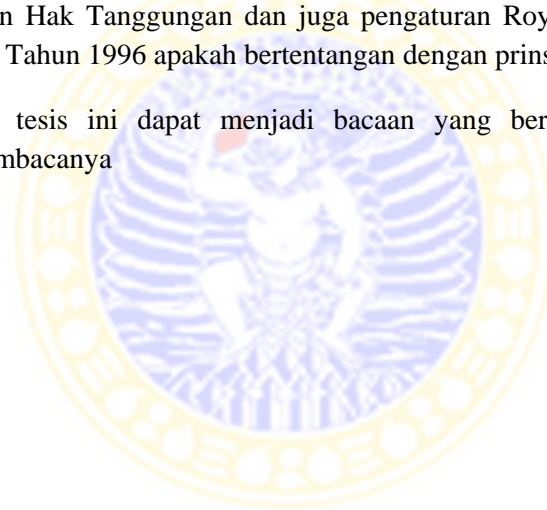 n Hak Tanggungan dan juga pengaturan Roy
Tahun 1996 apakah bertentangan dengan prins
tesis ini dapat menjadi bacaan yang ber
mbacanya